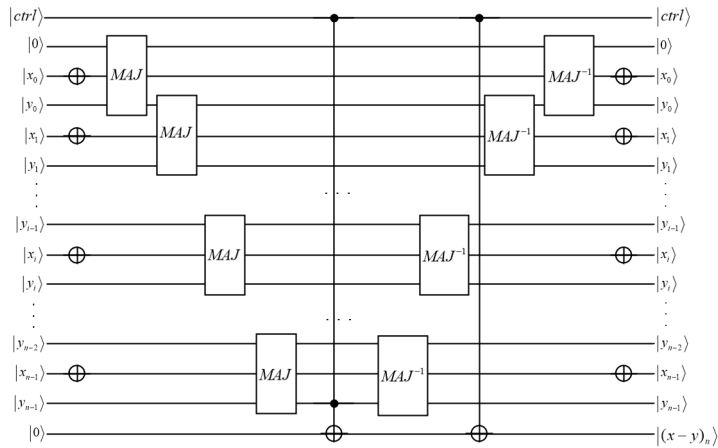 |ctrl⟩ |ctrl⟩
|0⟩ |0⟩
|x₀⟩ MAJ MAJ⁻¹ |x₀⟩
|y₀⟩ |y₀⟩
|x₁⟩ MAJ MAJ⁻¹ |x₁⟩
|y₁⟩ |y₁⟩
⋮ . . . ⋮
|yᵢ₋₁⟩ |yᵢ₋₁⟩
|xᵢ⟩ MAJ MAJ⁻¹ |xᵢ⟩
|yᵢ⟩ |yᵢ⟩
⋮ . . . ⋮
|yₙ₋₂⟩ |yₙ₋₂⟩
|xₙ₋₁⟩ MAJ MAJ⁻¹ |xₙ₋₁⟩
|yₙ₋₁⟩ |yₙ₋₁⟩
|0⟩ |(x − y)ₙ⟩